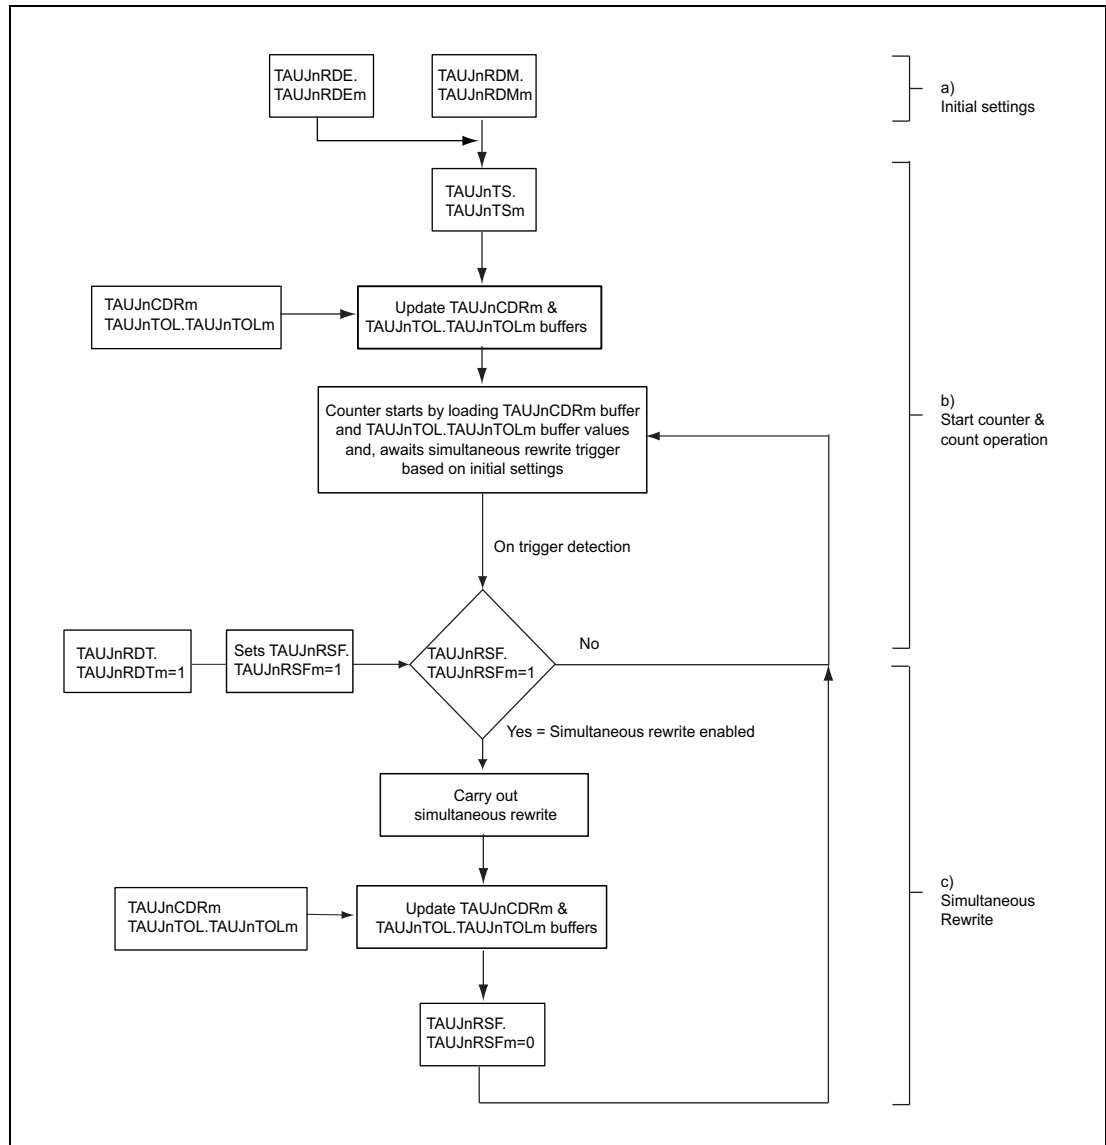 TAUJnRDE.
TAUJnRDEm
TAUJnRDM.
TAUJnRDMm
a)
Initial settings
TAUJnTS.
TAUJnTSm
TAUJnCDRm
TAUJnTOL.TAUJnTOLm
Update TAUJnCDRm &
TAUJnTOL.TAUJnTOLm buffers
Counter starts by loading TAUJnCDRm buffer
and TAUJnTOL.TAUJnTOLm buffer values
and, awaits simultaneous rewrite trigger
based on initial settings
b)
Start counter &
count operation
On trigger detection
TAUJnRDT.
TAUJnRDTm=1
Sets TAUJnRSF.
TAUJnRSFm=1
TAUJnRSF.
TAUJnRSFm=1
No
Yes = Simultaneous rewrite enabled
Carry out
simultaneous rewrite
TAUJnCDRm
TAUJnTOL.TAUJnTOLm
Update TAUJnCDRm &
TAUJnTOL.TAUJnTOLm buffers
c)
Simultaneous
Rewrite
TAUJnRSF.
TAUJnRSFm=0